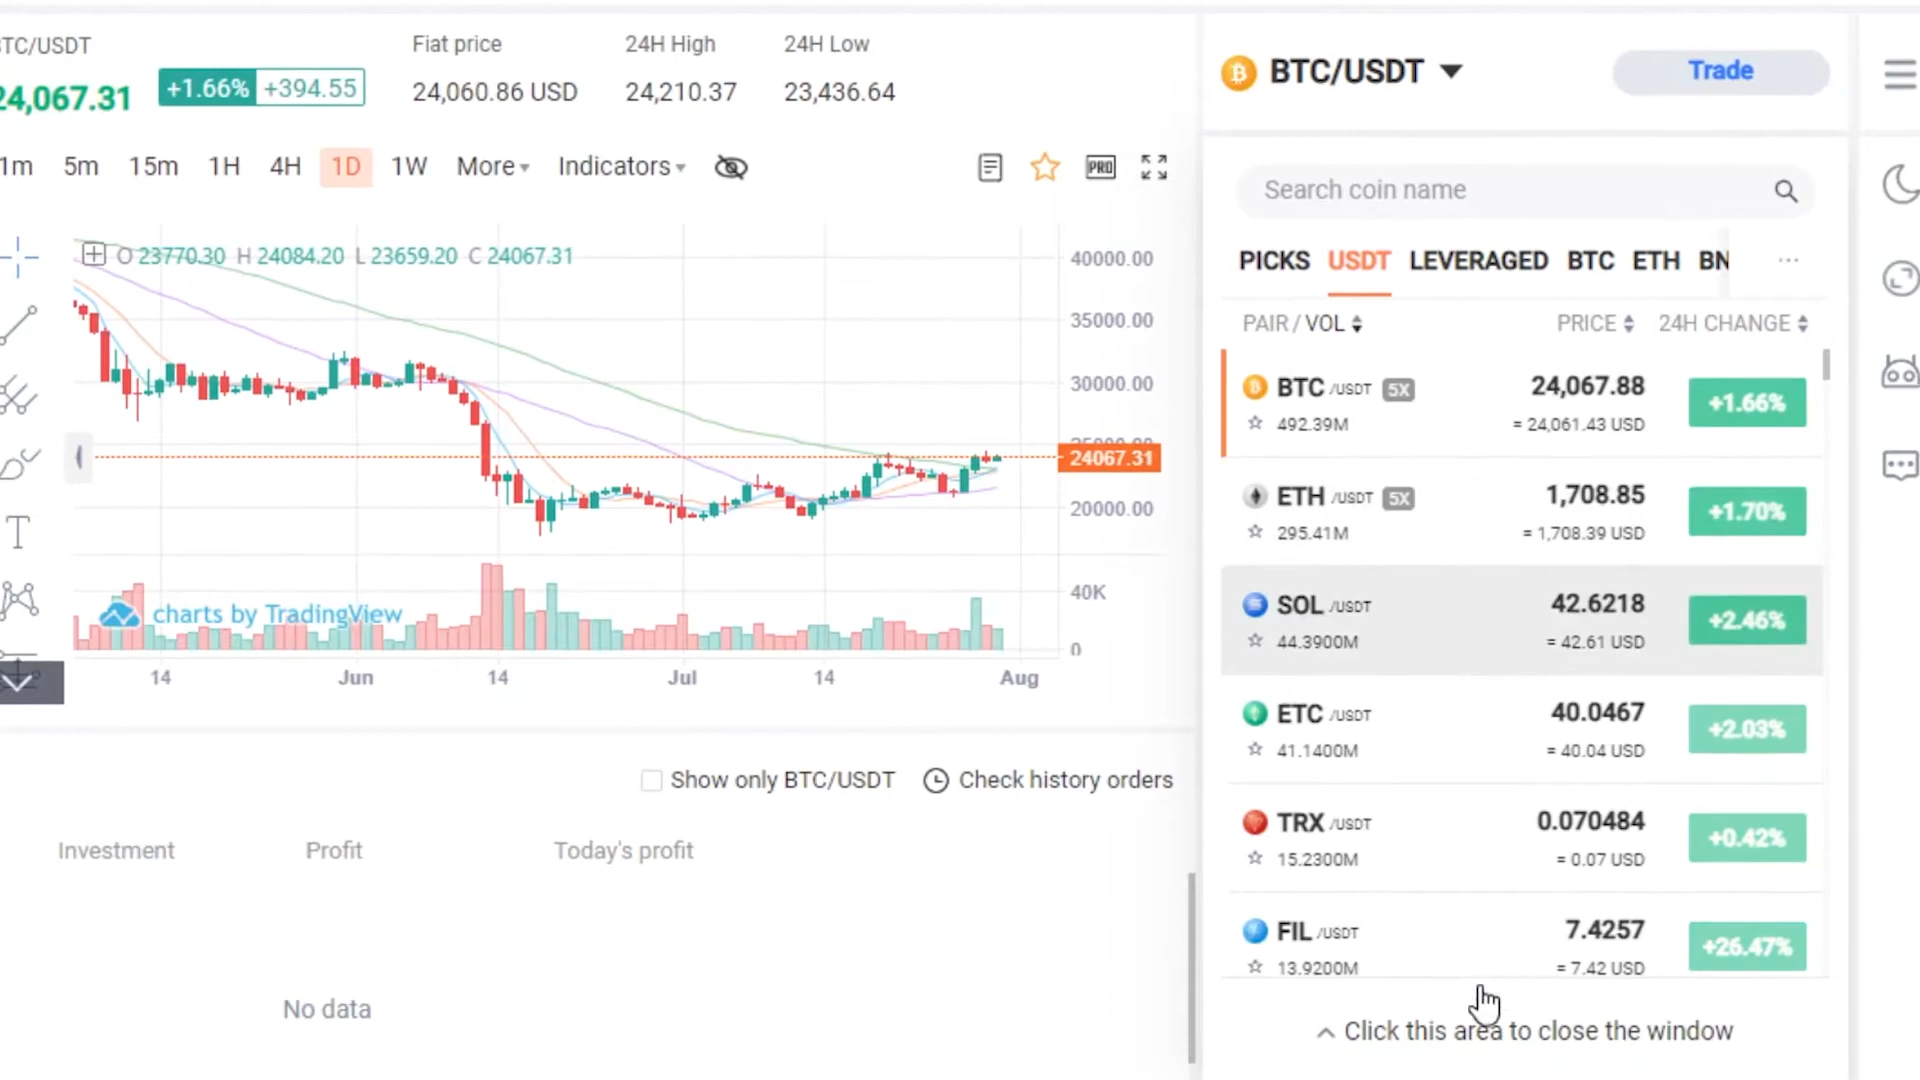 TC/USDT
24,067.31
+1.66% +394.55
Fiat price
24,060.86 USD
24H High
24,210.37
24H Low
23,436.64
1m 5m 15m 1H 4H 1D 1W More Indicators PRO
O 23770.30 H 24084.20 L 23659.20 C 24067.31
40000.00
35000.00
30000.00
25000.00
24067.31
20000.00
40K
0
charts by TradingView
T
14 Jun 14 Jul 14 Aug
Show only BTC/USDT Check history orders
Investment Profit Today's profit
No data
BTC/USDT
Trade
Search coin name
PICKS USDT LEVERAGED BTC ETH BN ...
PAIR / VOL PRICE 24H CHANGE
BTC /USDT 5X 24,067.88 +1.66%
492.39M = 24,061.43 USD
ETH /USDT 5X 1,708.85 +1.70%
295.41M = 1,708.39 USD
SOL /USDT 42.6218 +2.46%
44.3900M = 42.61 USD
ETC /USDT 40.0467 +2.03%
41.1400M = 40.04 USD
TRX /USDT 0.070484 +0.42%
15.2300M = 0.07 USD
FIL /USDT 7.4257 +26.47%
13.9200M = 7.42 USD
Click this area to close the window